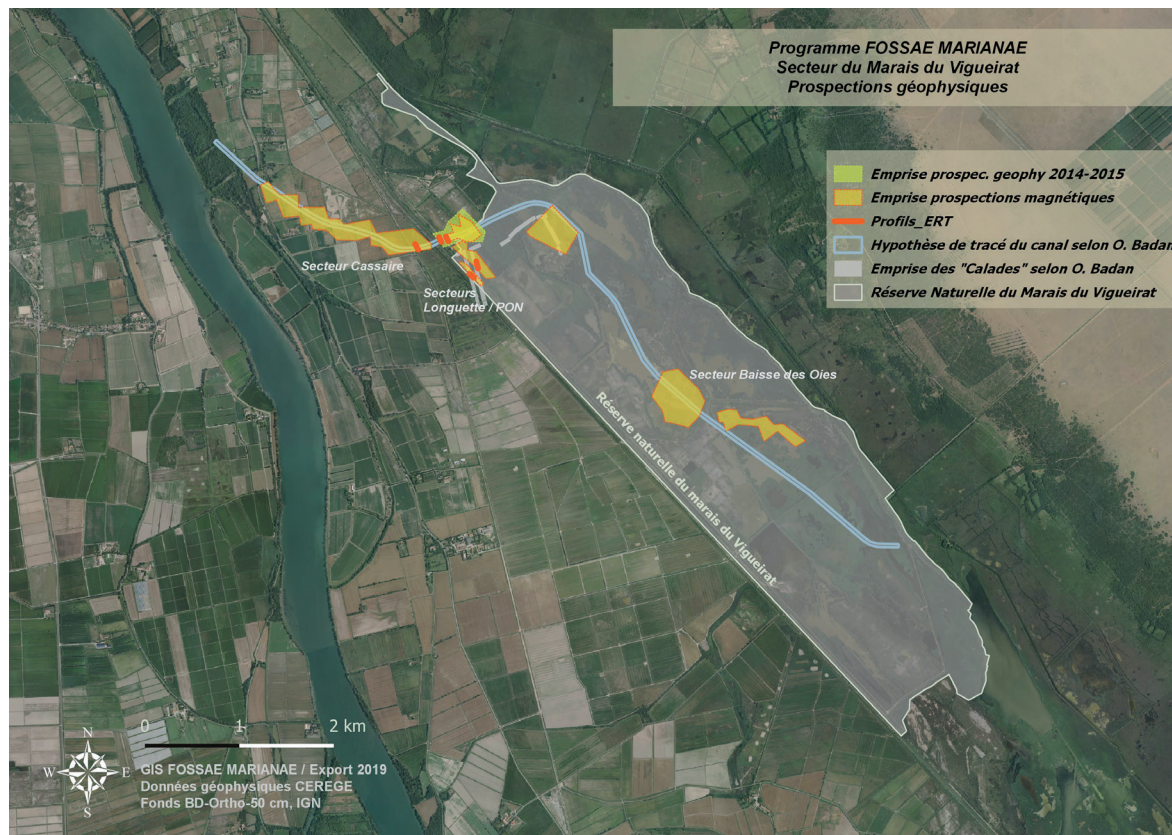 Programme FOSSAE MARIANAE
Secteur du Marais du Vigueirat
Prospections géophysiques
Emprise prospec. geophy 2014-2015
Emprise prospections magnétiques
Profils_ERT
Hypothèse de tracé du canal selon O. Badan
Emprise des "Calades" selon O. Badan
Réserve Naturelle du Marais du Vigueirat
Secteur Cassaire
Secteurs
Longuette / PON
Secteur Baisse des Oies
Réserve naturelle du marais du Vigueirat
0 1 2 km
N
W E
S
GIS FOSSAE MARIANAE / Export 2019
Données géophysiques CEREGE
Fonds BD-Ortho-50 cm, IGN